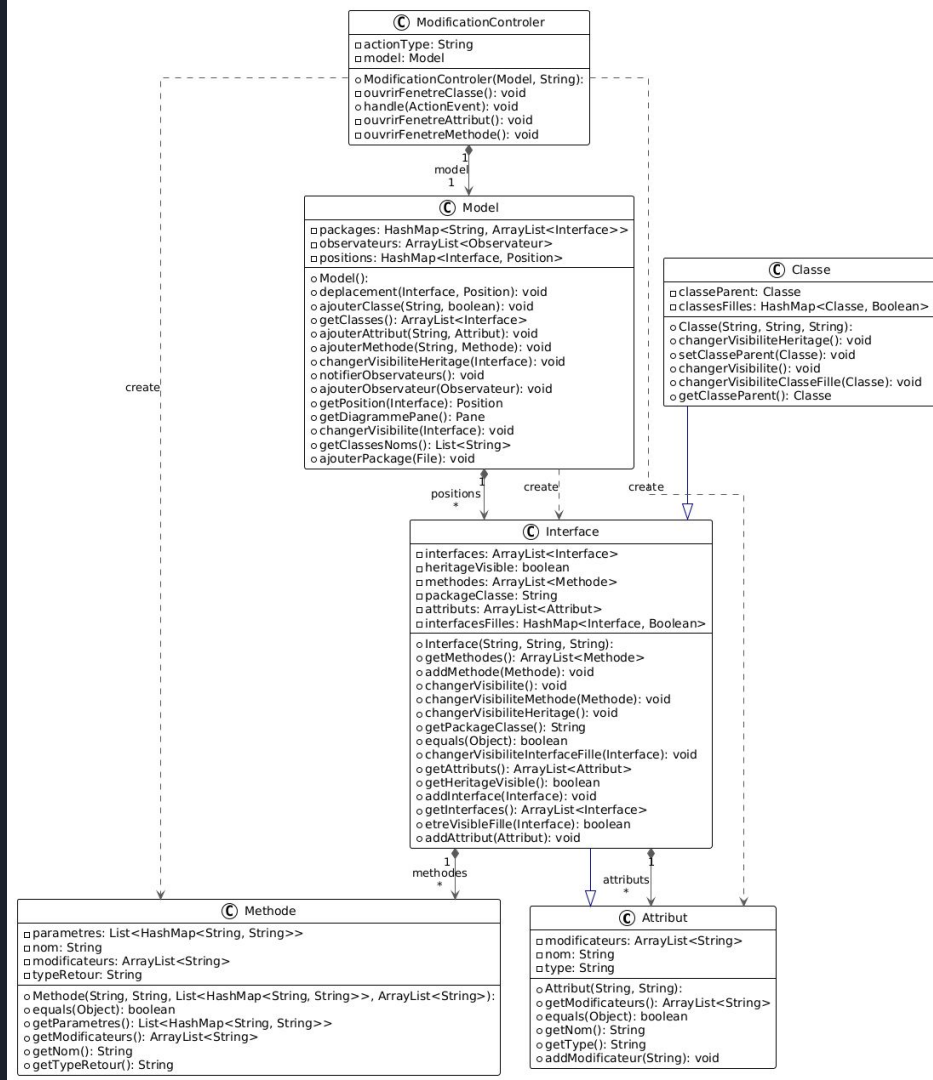 C ModificationControler
actionType: String
model: Model
ModificationControler(Model, String):
ouvrirFenetreClasse(): void
handle(ActionEvent): void
ouvrirFenetreAttribut(): void
ouvrirFenetreMethode(): void
1
model
1
C Model
packages: HashMap<String, ArrayList<Interface>>
observateurs: ArrayList<Observateur>
positions: HashMap<Interface, Position>
Model():
deplacement(Interface, Position): void
ajouterClasse(String, boolean): void
getClasses(): ArrayList<Interface>
ajouterAttribut(String, Attribut): void
ajouterMethode(String, Methode): void
changerVisibiliteHeritage(Interface): void
notifierObservateurs(): void
ajouterObservateur(Observateur): void
getPosition(Interface): Position
getDiagrammePane(): Pane
changerVisibilite(Interface): void
getClassesNoms(): List<String>
ajouterPackage(File): void
C Classe
classeParent: Classe
classesFilles: HashMap<Classe, Boolean>
Classe(String, String, String):
changerVisibiliteHeritage(): void
setClasseParent(Classe): void
changerVisibilite(): void
changerVisibiliteClasseFille(Classe): void
getClasseParent(): Classe
create
1
positions
*
create
create
C Interface
interfaces: ArrayList<Interface>
heritageVisible: boolean
methodes: ArrayList<Methode>
packageClasse: String
attributs: ArrayList<Attribut>
interfacesFilles: HashMap<Interface, Boolean>
Interface(String, String, String):
getMethodes(): ArrayList<Methode>
addMethode(Methode): void
changerVisibilite(): void
changerVisibiliteMethode(Methode): void
changerVisibiliteHeritage(): void
getPackageClasse(): String
equals(Object): boolean
changerVisibiliteInterfaceFille(Interface): void
getAttributs(): ArrayList<Attribut>
getHeritageVisible(): boolean
addInterface(Interface): void
getInterfaces(): ArrayList<Interface>
etreVisibleFille(Interface): boolean
addAttribut(Attribut): void
1
methodes
*
1
attributs
*
C Methode
parametres: List<HashMap<String, String>>
nom: String
modificateurs: ArrayList<String>
typeRetour: String
Methode(String, String, List<HashMap<String, String>>, ArrayList<String>):
equals(Object): boolean
getParametres(): List<HashMap<String, String>>
getModificateurs(): ArrayList<String>
getNom(): String
getTypeRetour(): String
C Attribut
modificateurs: ArrayList<String>
nom: String
type: String
Attribut(String, String):
getModificateurs(): ArrayList<String>
equals(Object): boolean
getNom(): String
getType(): String
addModificateur(String): void